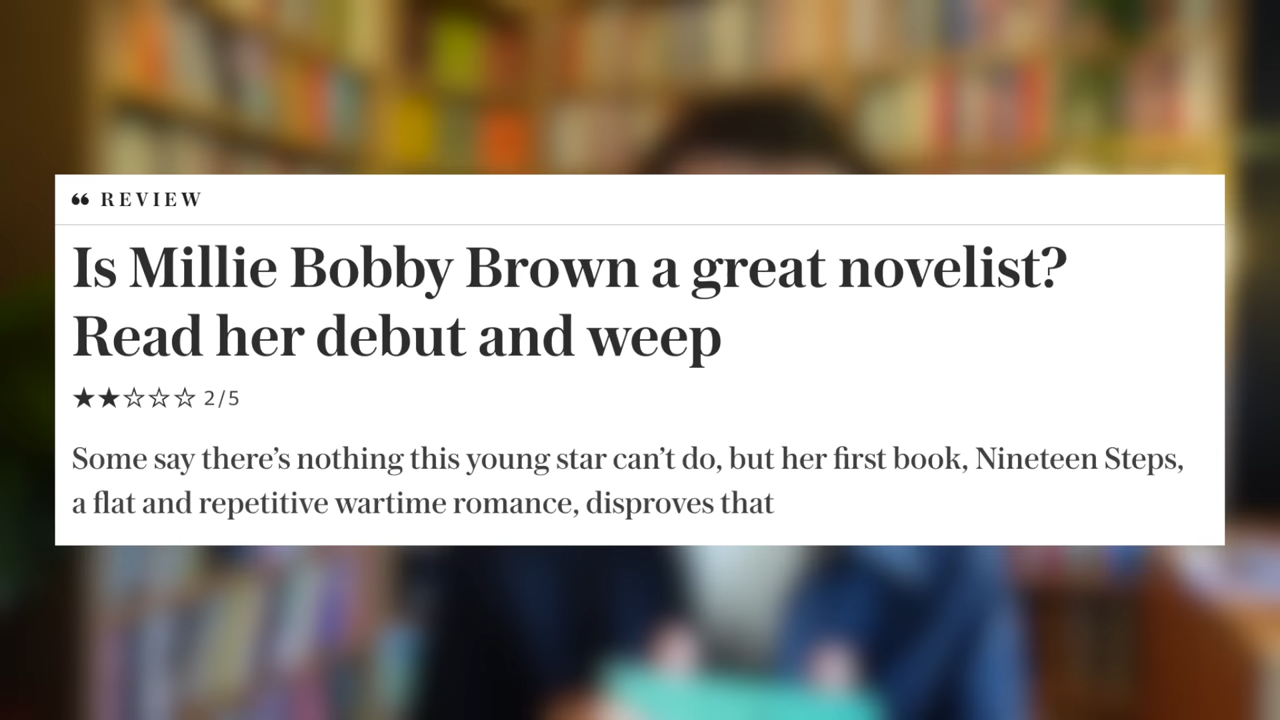 ❝ REVIEW
Is Millie Bobby Brown a great novelist?
Read her debut and weep
★★☆☆☆ 2/5
Some say there’s nothing this young star can’t do, but her first book, Nineteen Steps,
a flat and repetitive wartime romance, disproves that